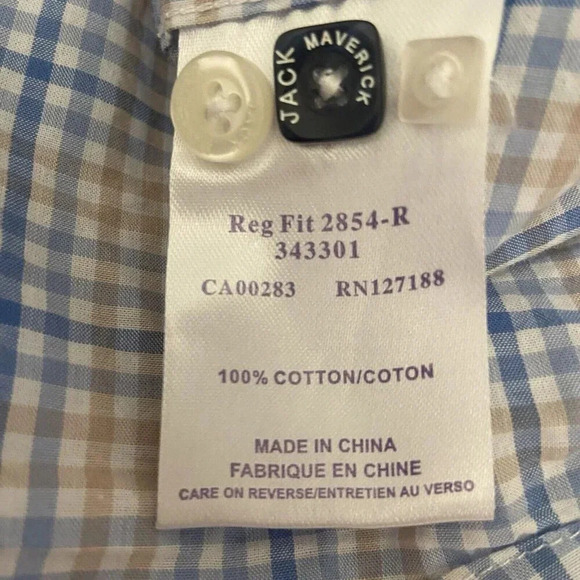 JACK MAVERICK
Reg Fit 2854-R
343301
CA00283 RN127188
100% COTTON/COTON
MADE IN CHINA
FABRIQUE EN CHINE
CARE ON REVERSE/ENTRETIEN AU VERSO